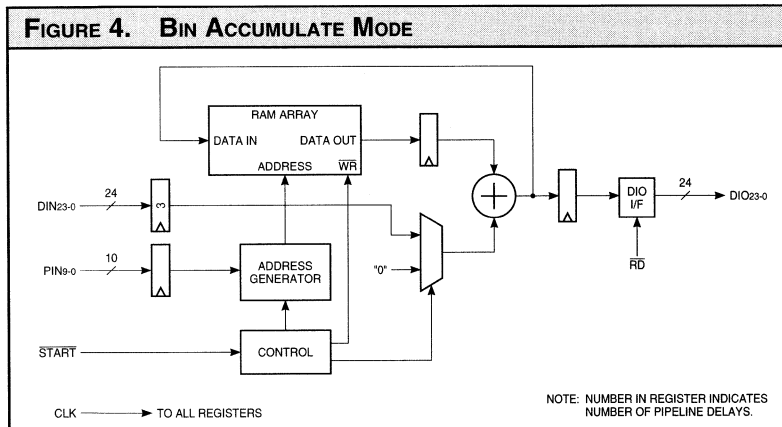 FIGURE 4. BIN ACCUMULATE MODE
RAM ARRAY
DATA IN
DATA OUT
ADDRESS
WR
DIN23-0
24
3
PIN9-0
10
ADDRESS
GENERATOR
"0"
START
CONTROL
CLK
TO ALL REGISTERS
DIO
I/F
24
DIO23-0
RD
NOTE: NUMBER IN REGISTER INDICATES
NUMBER OF PIPELINE DELAYS.